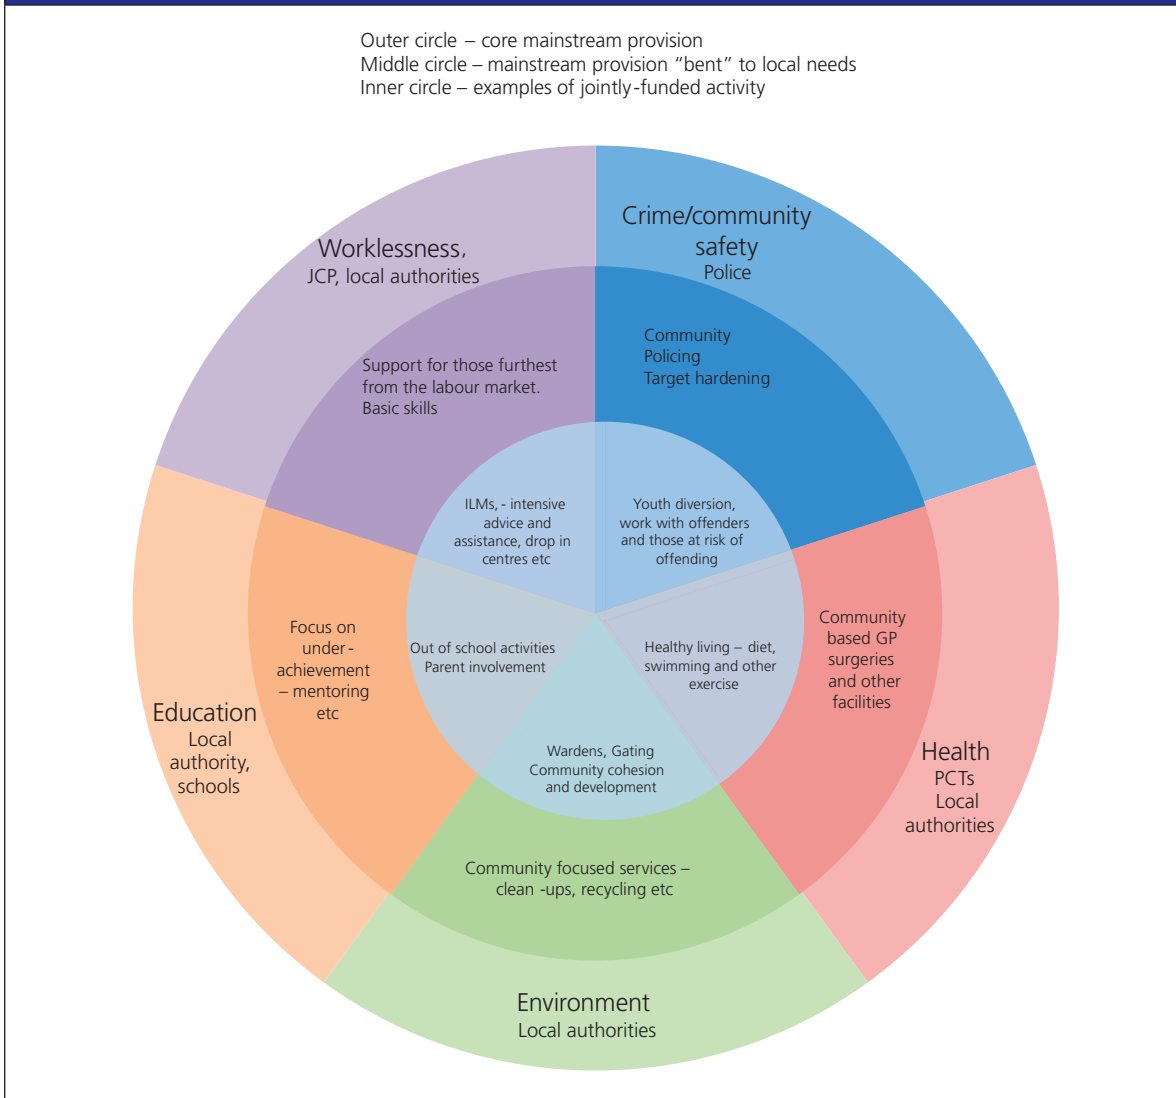 Outer circle – core mainstream provision
Middle circle – mainstream provision “bent” to local needs
Inner circle – examples of jointly-funded activity
Crime/community
safety
Police
Worklessness,
JCP, local authorities
Community
Policing
Target hardening
Support for those furthest
from the labour market.
Basic skills
ILMs, - intensive
advice and
assistance, drop in
centres etc
Youth diversion,
work with offenders
and those at risk of
offending
Focus on
under-
achievement
– mentoring
etc
Out of school activities
Parent involvement
Healthy living – diet,
swimming and other
exercise
Community
based GP
surgeries
and other
facilities
Education
Local
authority,
schools
Wardens, Gating
Community cohesion
and development
Health
PCTs
Local
authorities
Community focused services –
clean -ups, recycling etc
Environment
Local authorities